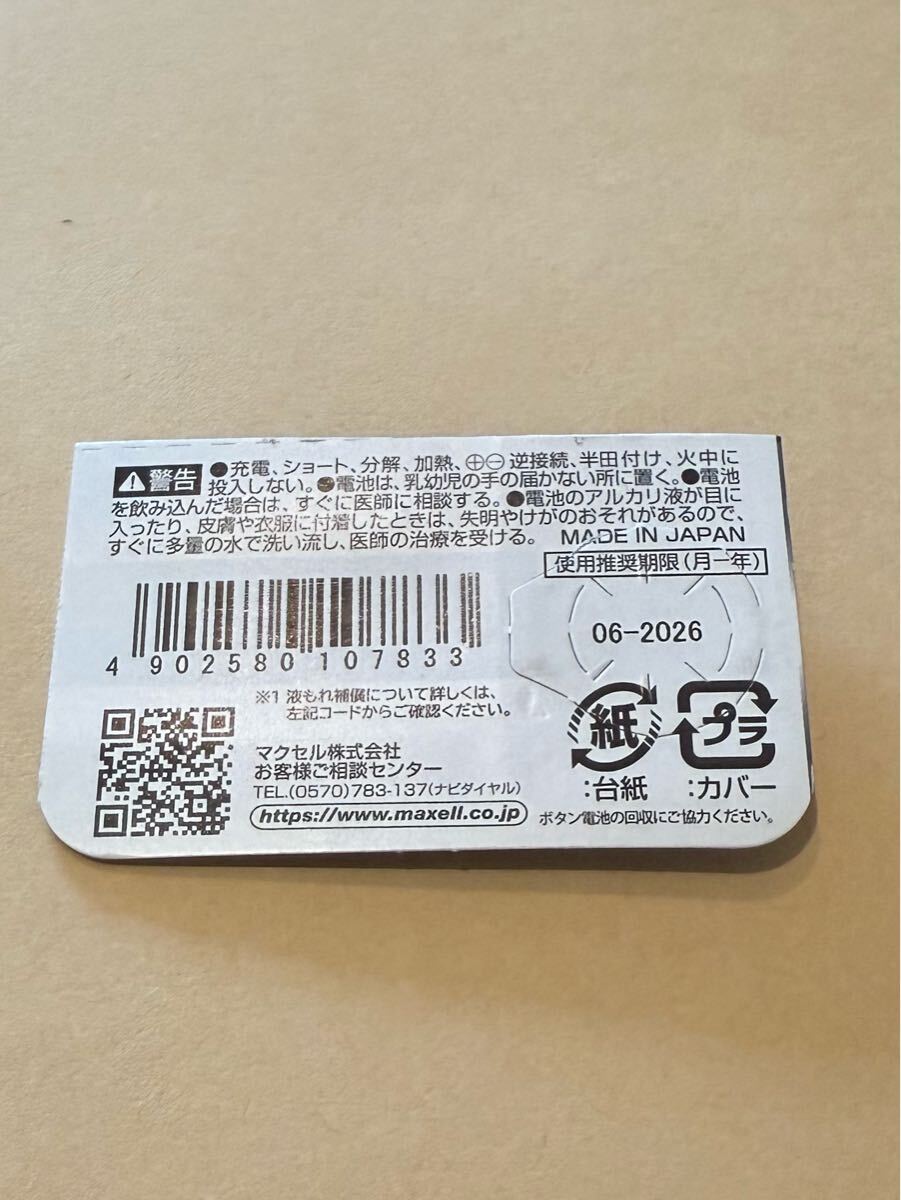 警告 ●充電、ショート、分解、加熱、⊕⊖逆接続、半田付け、火中に
投入しない。●電池は、乳幼児の手の届かない所に置く。●電池
を飲み込んだ場合は、すぐに医師に相談する。●電池のアルカリ液が目に
入ったり、皮膚や衣服に付着したときは、失明やけがのおそれがあるので、
すぐに多量の水で洗い流し、医師の治療を受ける。 MADE IN JAPAN
使用推奨期限(月ー年)
06-2026
4 902580 107833
※1 液もれ補償について詳しくは、
左記コードからご確認ください。
マクセル株式会社
お客様ご相談センター
TEL.(0570)783-137(ナビダイヤル)
https://www.maxell.co.jp
紙
:台紙
プラ
:カバー
ボタン電池の回収にご協力ください。